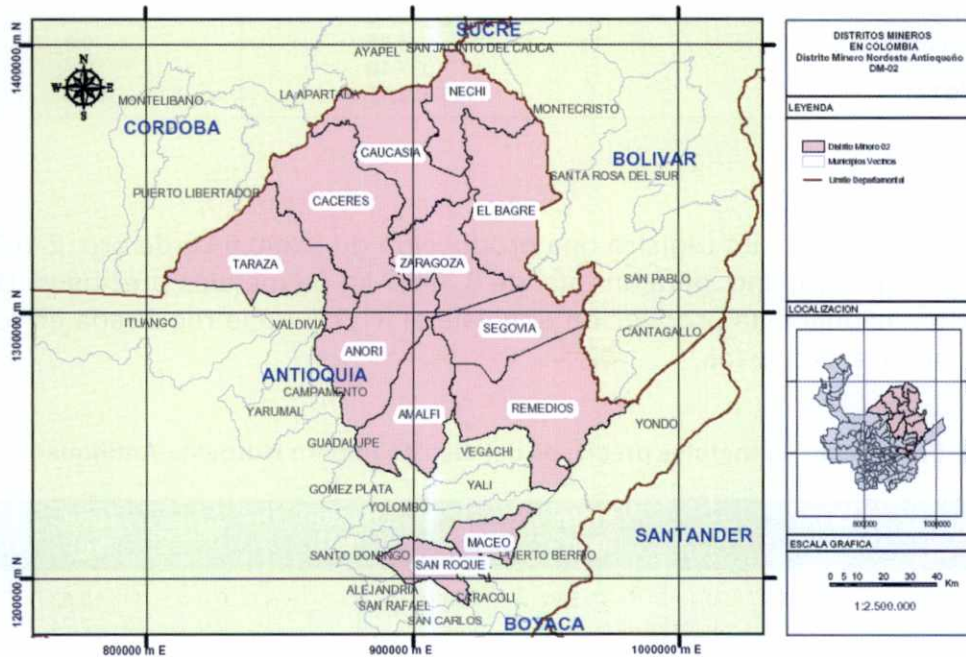 SUCRE
AYAPEL
SAN JACINTO DEL CAUCA
N
W
E
S
LA APARTADA
NECHI
MONTELIBANO
MONTECRISTO
CORDOBA
CAUCASIA
BOLIVAR
SANTA ROSA DEL SUR
PUERTO LIBERTADOR
CACERES
EL BAGRE
TARAZA
ZARAGOZA
SAN PABLO
ITUANGO
VALDIVIA
SEGOVIA
CANTAGALLO
ANORI
ANTIOQUIA
CAMPAMENTO
YARUMAL
AMALFI
REMEDIOS
YONDO
GUADALUPE
VEGACHI
GOMEZ PLATA
YALI
YOLOMBO
SANTANDER
MACEO
SANTO DOMINGO
PUERTO BERRIO
SAN ROQUE
ALEJANDRIA
CARACOLI
SAN RAFAEL
SAN CARLOS
BOYACA
1400000 m N
1300000 m N
1200000 m N
800000 m E
900000 m E
1000000 m E
DISTRITOS MINEROS
EN COLOMBIA
Distrito Minero Nordeste Antioqueño
DM-02
LEYENDA
Distrito Minero 02
Municipios Vecinos
Limite Departamental
LOCALIZACION
800000
1000000
ESCALA GRAFICA
0 5 10 20 30 40
Km
1:2.500.000